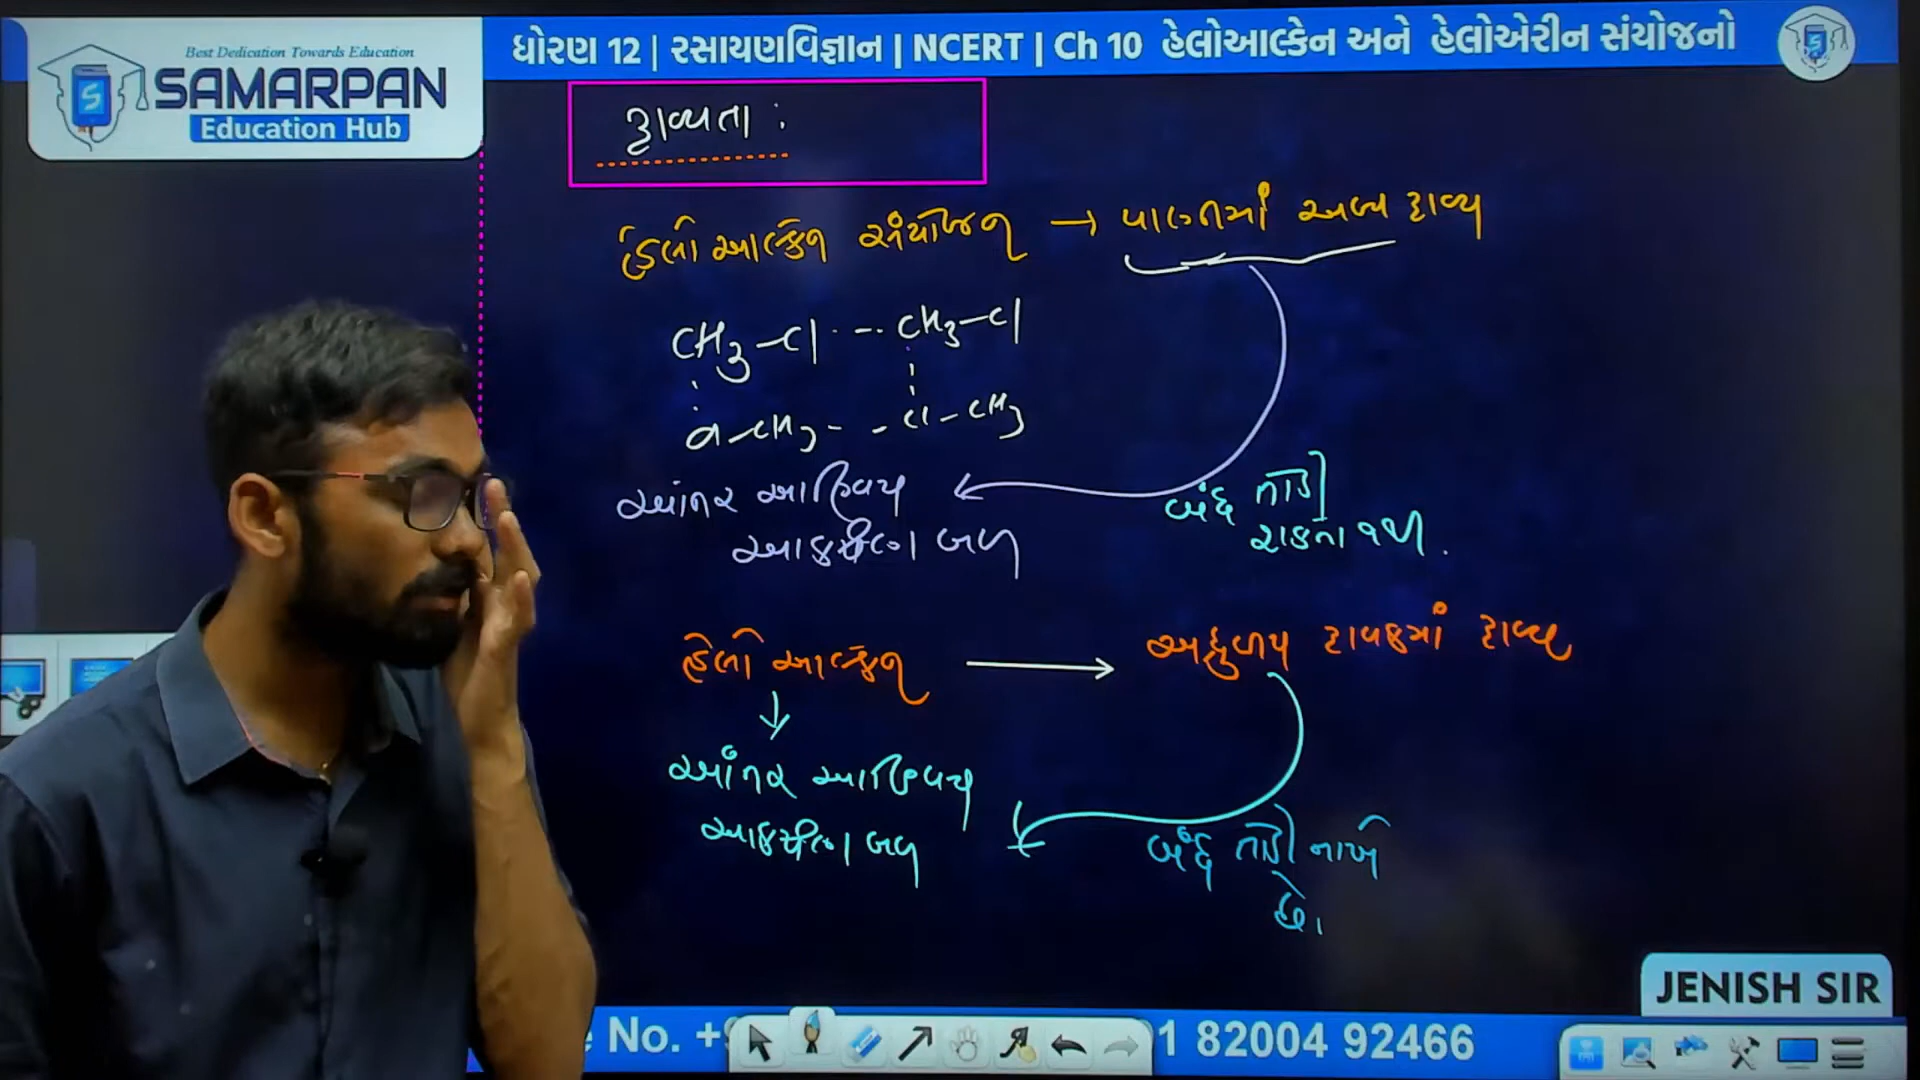 Best Dedication Towards Education
SAMARPAN
Education Hub
S
ધોરણ 12 | રસાયણવિજ્ઞાન | NCERT | Ch 10 હેલોઆલ્કેન અને હેલોએરીન સંયોજનો
દ્રાવ્યતા :
હેલો આલ્કેન સંયોજન → પાણીમાં અલ્પ દ્રાવ્ય
CH3-Cl --- CH3-Cl
Cl-CH3 - - Cl-CH3
આંતર આણ્વિય
આકર્ષણ બળ
બંધ તોડી
શકતા નથી.
હેલો આલ્કેન → અધ્રુવીય દ્રાવકમાં દ્રાવ્ય
↓
આંતર આણ્વિય
આકર્ષણ બળ
બંધ તોડી નાખે
છે.
JENISH SIR
No. +9
1 82004 92466